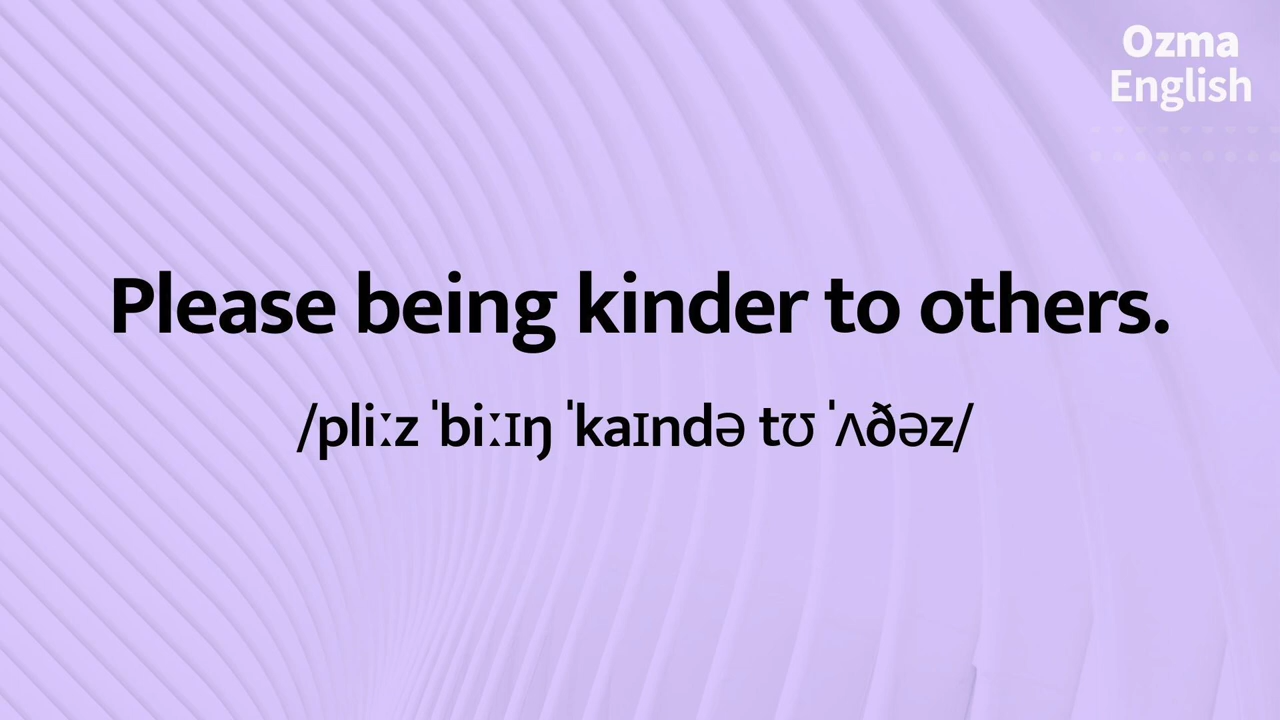 Ozma
English
Please being kinder to others.
/pliːz ˈbiːɪŋ ˈkaɪndə tʊ ˈʌðəz/